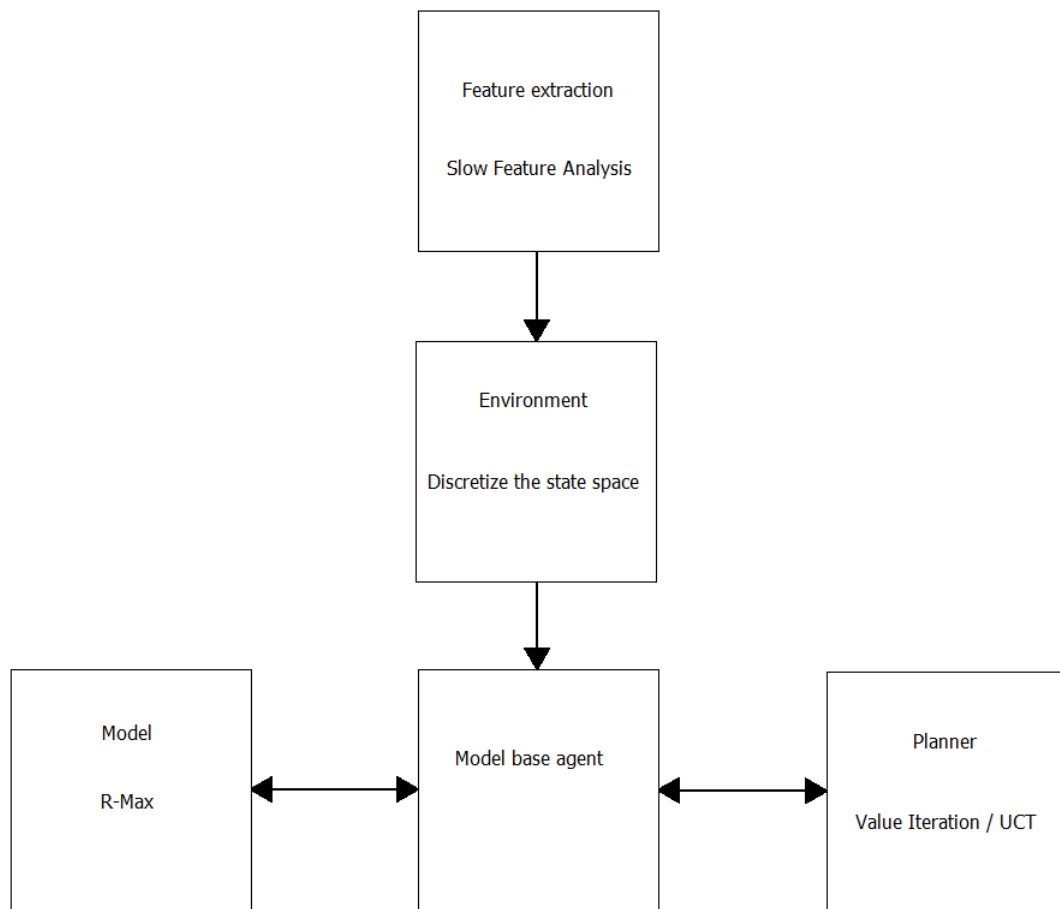 Feature extraction
Slow Feature Analysis
Environment
Discretize the state space
Model
R-Max
Model base agent
Planner
Value Iteration / UCT